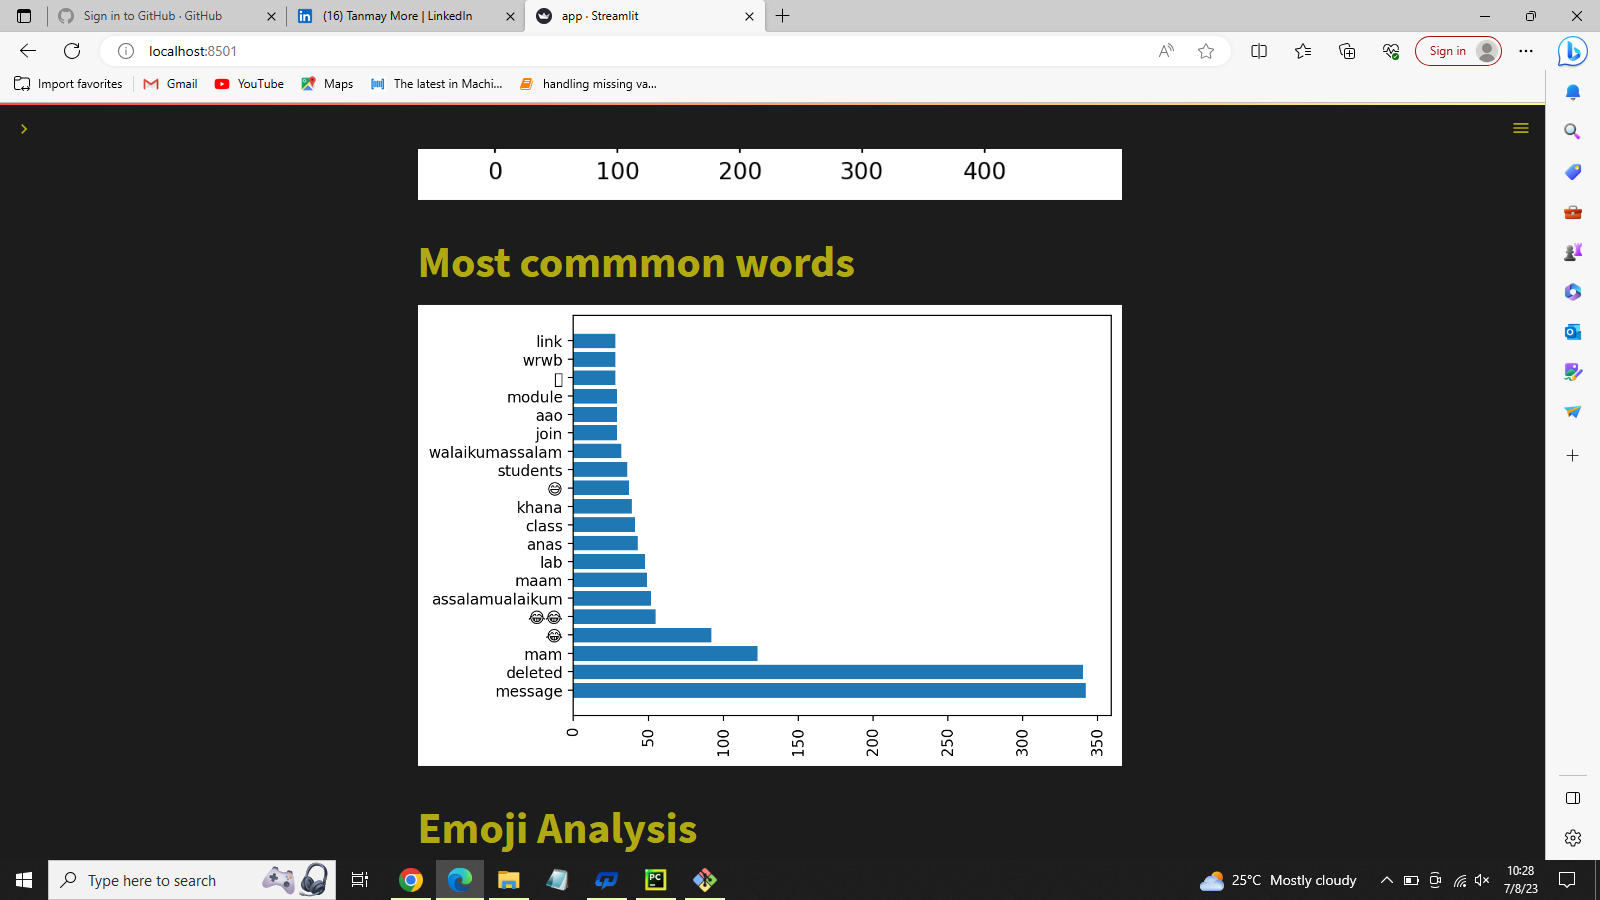 Sign in to GitHub · GitHub
(16) Tanmay More | LinkedIn
app · Streamlit
localhost:8501
Sign in
Import favorites
Gmail
YouTube
Maps
The latest in Machi...
handling missing va...
0 100 200 300 400
Most commmon words
link
wrwb
module
aao
join
walaikumassalam
students
😅
khana
class
anas
lab
maam
assalamualaikum
😂😂
😂
mam
deleted
message
0 50 100 150 200 250 300 350
Emoji Analysis
Type here to search
25°C Mostly cloudy
10:28
7/8/23